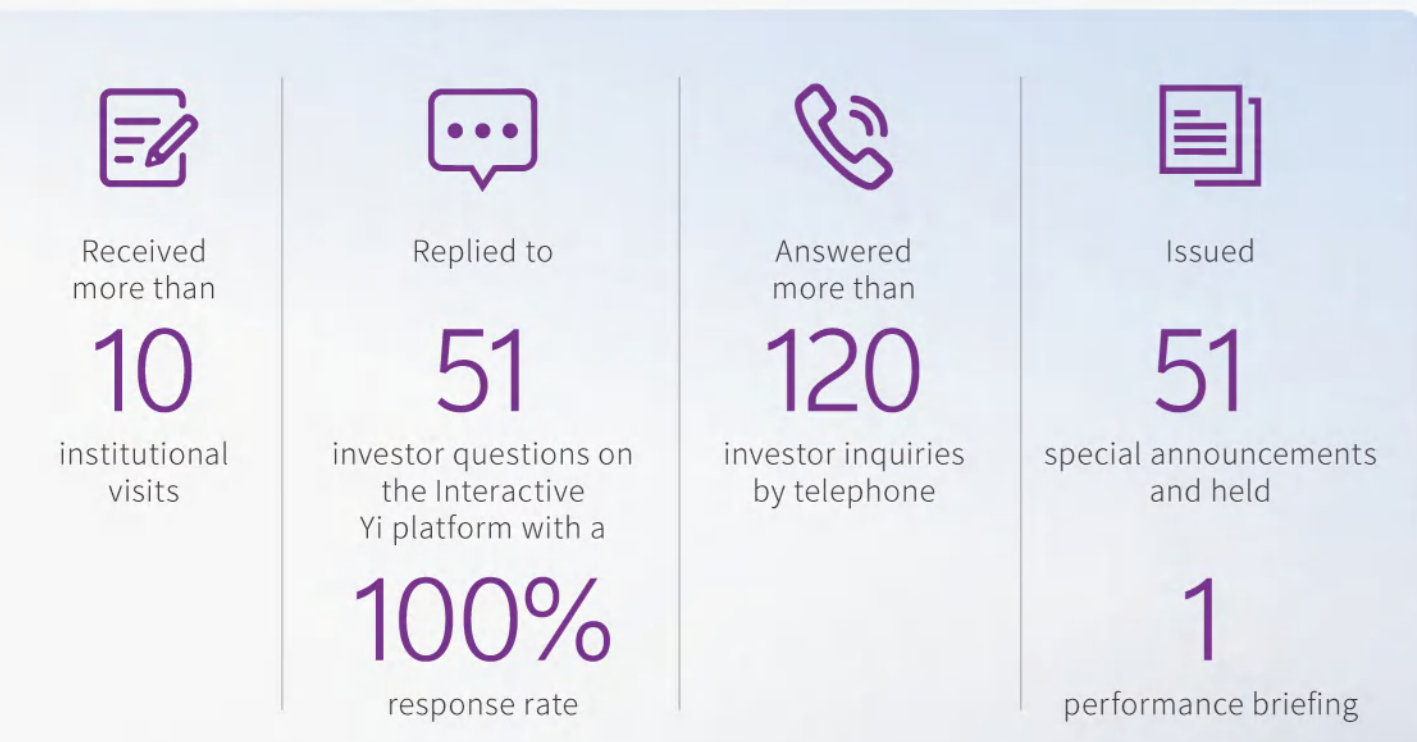 Received
more than
10
institutional
visits
Replied to
51
investor questions on
the Interactive
Yi platform with a
100%
response rate
Answered
more than
120
investor inquiries
by telephone
Issued
51
special announcements
and held
1
performance briefing